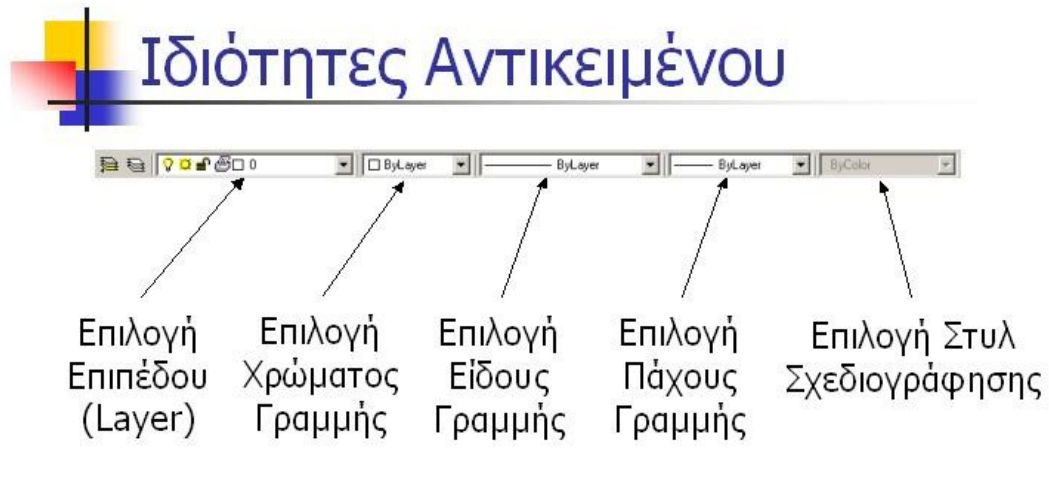 Ιδιότητες Αντικειμένου
0 ByLayer ByLayer ByLayer ByColor
Επιλογή Επιπέδου (Layer)
Επιλογή Χρώματος Γραμμής
Επιλογή Είδους Γραμμής
Επιλογή Πάχους Γραμμής
Επιλογή Στυλ Σχεδιογράφησης